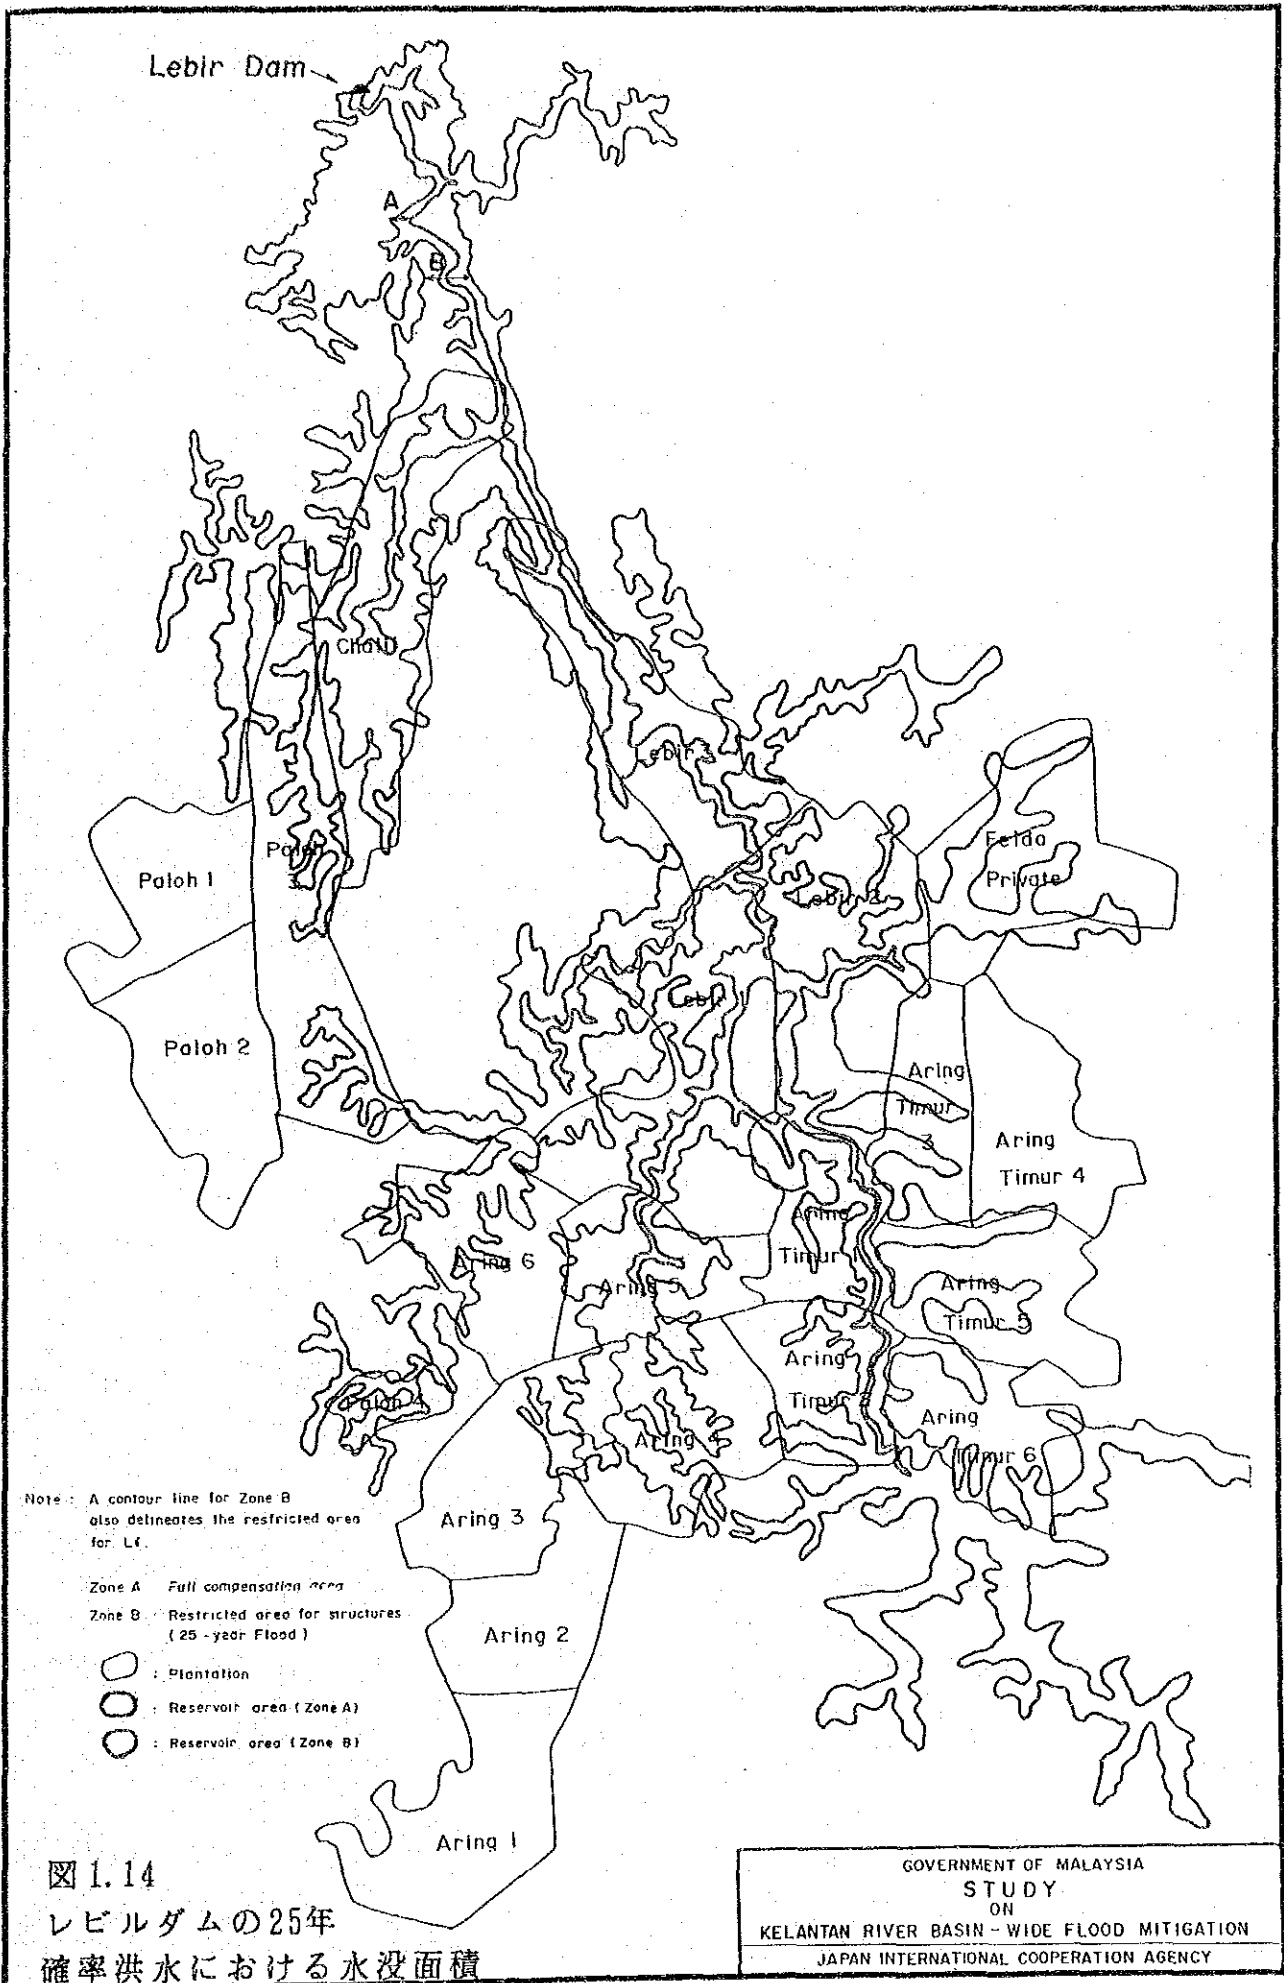 Lebir Dam
A
B
Chalil
Lebir 3
Paloh 1
Paloh
3
Felda
Private
Lebir 2
Paloh 2
Lebir 1
Aring
Timur
3
Aring
Timur 4
Aring
Timur 1
Aring 6
Aring 5
Aring
Timur 5
Aring
Timur 2
Paloh 4
Aring 4
Aring
Timur 6
Aring 3
Note : A contour line for Zone B
also delineates the restricted area
for
Zone A Full compensation area
Zone B Restricted area for structures
( 25 - year Flood )
: Plantation
: Reservoir area (Zone A)
: Reservoir area (Zone B)
Aring 2
Aring 1
図 1.14
レビルダムの25年
確率洪水における水没面積
GOVERNMENT OF MALAYSIA
STUDY
ON
KELANTAN RIVER BASIN - WIDE FLOOD MITIGATION
JAPAN INTERNATIONAL COOPERATION AGENCY